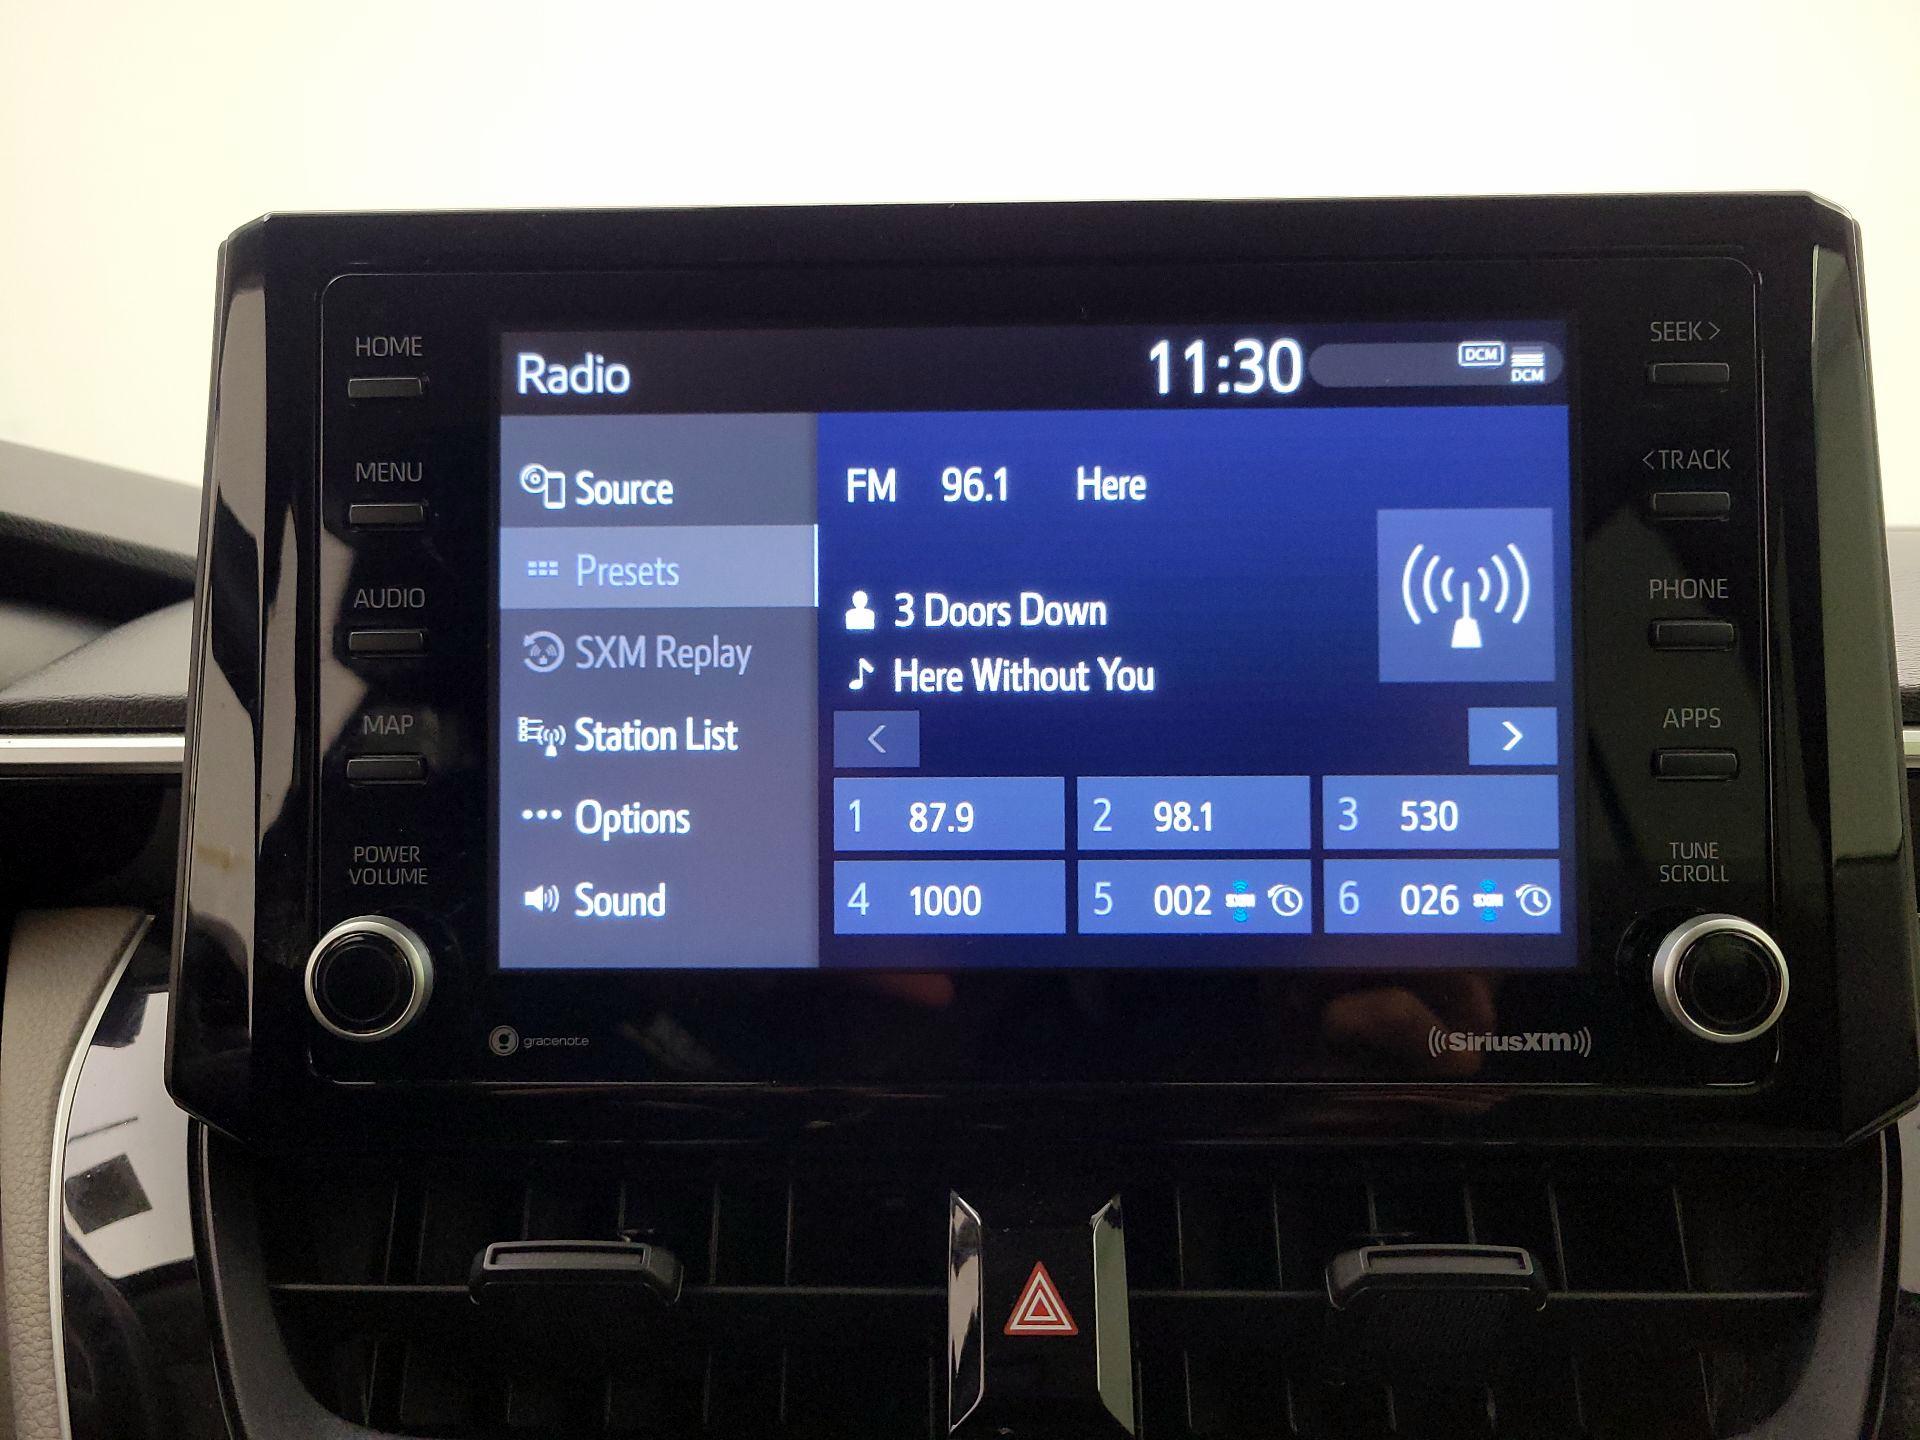 HOME
MENU
AUDIO
MAP
POWER
VOLUME
Radio
11:30
DCM
DCM
Source
Presets
SXM Replay
Station List
Options
Sound
FM 96.1 Here
3 Doors Down
Here Without You
< >
1 87.9
2 98.1
3 530
4 1000
5 002 SXM
6 026 SXM
SEEK >
< TRACK
PHONE
APPS
TUNE
SCROLL
g gracenote
((SiriusXM))